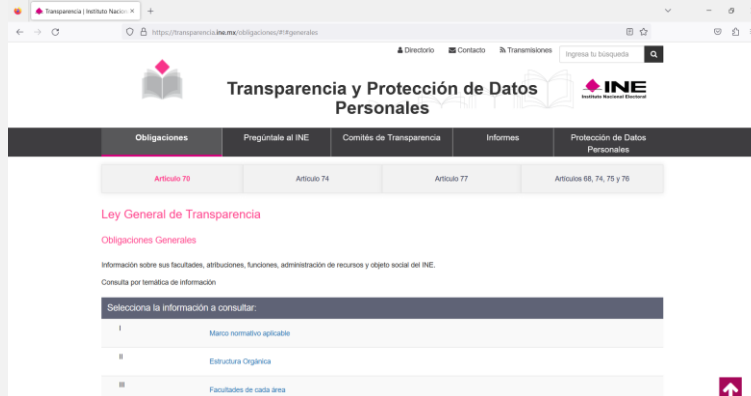 Transparencia | Instituto Nacion
https://transparencia.ine.mx/obligaciones/#!#generales
Directorio Contacto Transmisiones Ingresa tu búsqueda
Transparencia y Protección de Datos
Personales
INE
Instituto Nacional Electoral
Obligaciones Pregúntale al INE Comités de Transparencia Informes Protección de Datos
Personales
Artículo 70 Artículo 74 Artículo 77 Artículos 68, 74, 75 y 76
Ley General de Transparencia
Obligaciones Generales
Información sobre sus facultades, atribuciones, funciones, administración de recursos y objeto social del INE.
Consulta por temática de información
Selecciona la información a consultar:
I Marco normativo aplicable
II Estructura Orgánica
III Facultades de cada área